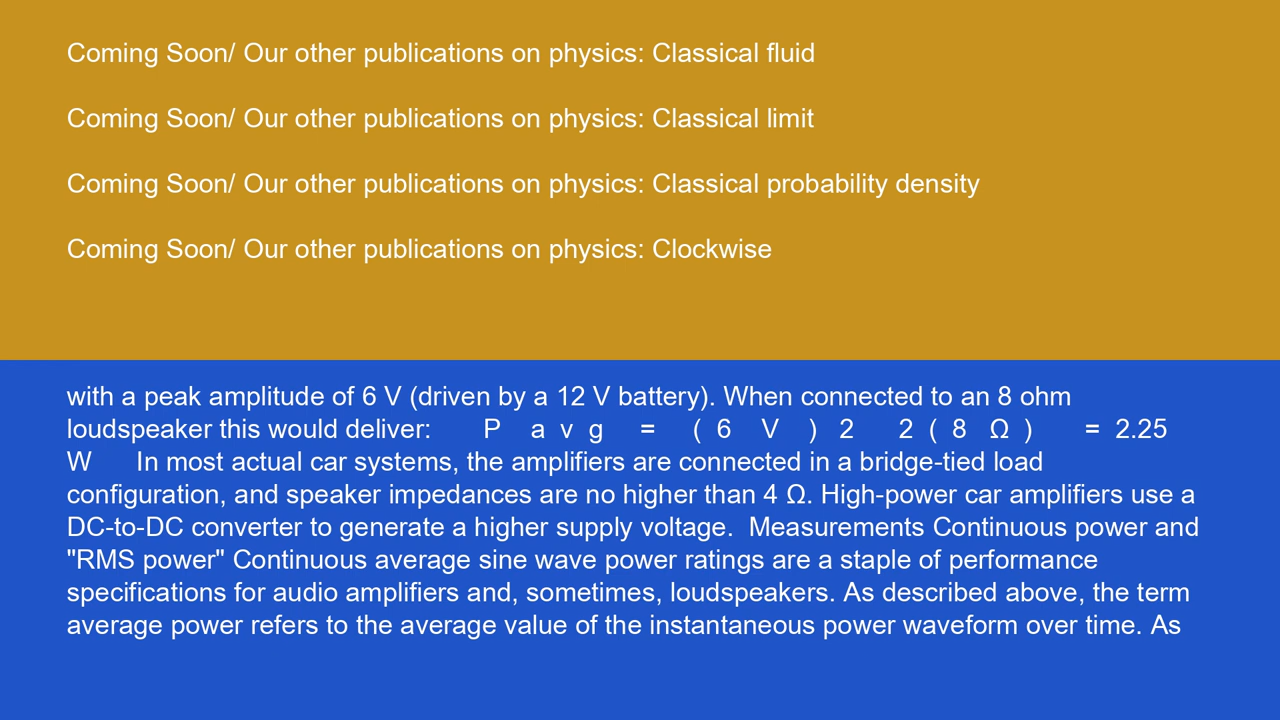 Coming Soon/ Our other publications on physics: Classical fluid
Coming Soon/ Our other publications on physics: Classical limit
Coming Soon/ Our other publications on physics: Classical probability density
Coming Soon/ Our other publications on physics: Clockwise
with a peak amplitude of 6 V (driven by a 12 V battery). When connected to an 8 ohm
loudspeaker this would deliver: P a v g = ( 6 V ) 2 2 ( 8 Ω ) = 2.25
W In most actual car systems, the amplifiers are connected in a bridge-tied load
configuration, and speaker impedances are no higher than 4 Ω. High-power car amplifiers use a
DC-to-DC converter to generate a higher supply voltage. Measurements Continuous power and
"RMS power" Continuous average sine wave power ratings are a staple of performance
specifications for audio amplifiers and, sometimes, loudspeakers. As described above, the term
average power refers to the average value of the instantaneous power waveform over time. As